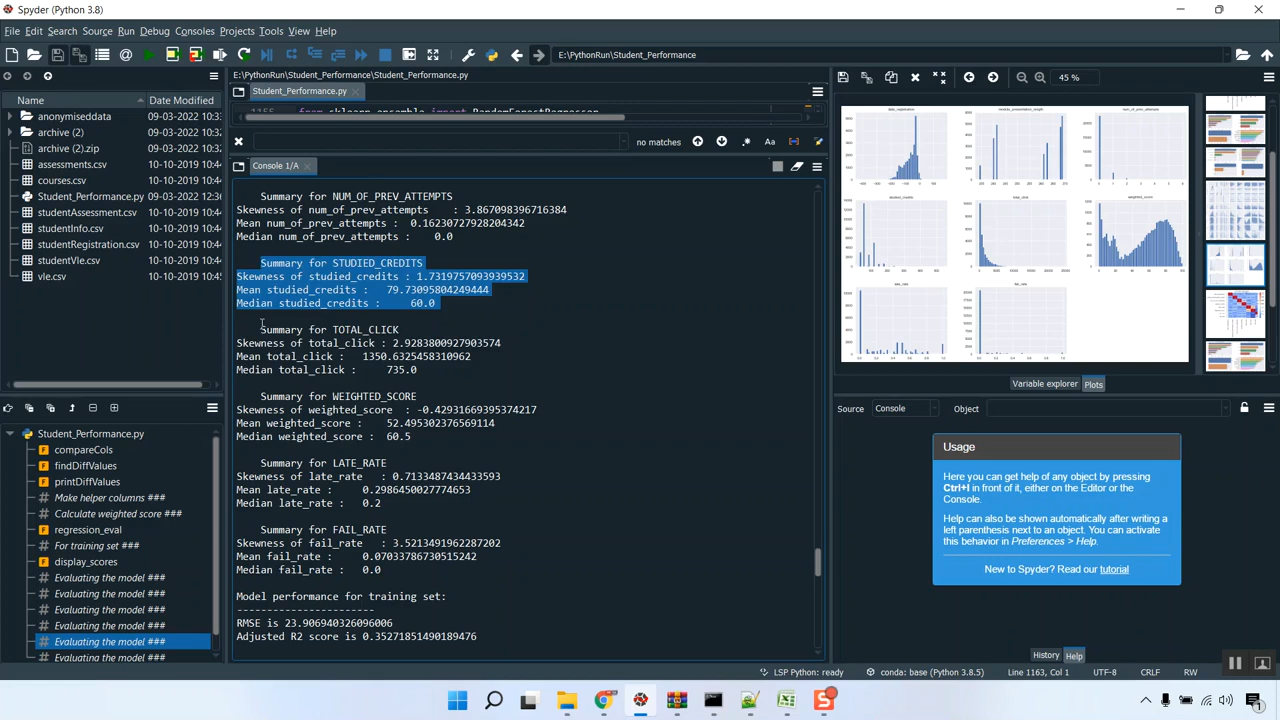 Spyder (Python 3.8)
File Edit Search Source Run Debug Consoles Projects Tools View Help
E:\PythonRun\Student_Performance
E:\PythonRun\Student_Performance\Student_Performance.py
Name Date Modified
anonymiseddata 09-03-2022 10:3
archive (2) 09-03-2022 10:3
archive (2).zip 09-03-2022 10:3
assessments.csv 10-10-2019 10:4
courses.csv 10-10-2019 10:4
Student_Performance.py 09-03-2022 2:36
studentAssessment.csv 10-10-2019 10:4
studentInfo.csv 10-10-2019 10:44
studentRegistration.csv 10-10-2019 10:44
studentVle.csv 10-10-2019 10:4
vle.csv 10-10-2019 10:4
Student_Performance.py
compareCols
findDiffValues
printDiffValues
Make helper columns ###
Calculate weighted score ###
regression_eval
For training set ###
display_scores
Evaluating the model ###
Evaluating the model ###
Evaluating the model ###
Evaluating the model ###
Evaluating the model ###
Evaluating the model ###
Student_Performance.py
no matches
Aa
Console 1/A
Summary for NUM_OF_PREV_ATTEMPTS
Mean num_of_prev_attempts :
Median num_of_prev_attempts : 0.0
Summary for STUDIED_CREDITS
Skewness of studied_credits : 1.7319757093939532
Mean studied_credits : 79.73095804249444
Median studied_credits : 60.0
Summary for TOTAL_CLICK
Skewness of total_click : 2.9283800927903574
Mean total_click : 1350.6325458310902
Median total_click : 735.0
Summary for WEIGHTED_SCORE
Skewness of weighted_score : -0.42931669395374217
Mean weighted_score : 52.495302376569114
Median weighted_score : 60.5
Summary for LATE_RATE
Skewness of late_rate : 0.7133487434433593
Mean late_rate : 0.2986450007774653
Median late_rate : 0.2
Summary for FAIL_RATE
Skewness of fail_rate : 3.2213491962287202
Mean fail_rate : 0.07033786730515242
Median fail_rate : 0.0
Model performance for training set:
-----------------------
RMSE is 23.906940326096006
Adjusted R2 score is 0.35271851490189476
45 %
date_registration
module_presentation_length
num_of_prev_attempts
studied_credits
total_click
weighted_score
late_rate
fail_rate
Variable explorer Plots
Source Console Object
Usage
Here you can get help of any object by pressing
Ctrl+I in front of it, either on the Editor or the
Console.
Help can also be shown automatically after writing a
left parenthesis next to an object. You can activate
this behavior in Preferences > Help.
New to Spyder? Read our tutorial
History Help
LSP Python: ready conda: base (Python 3.8.5) Line 1163, Col 1 UTF-8 CRLF RW